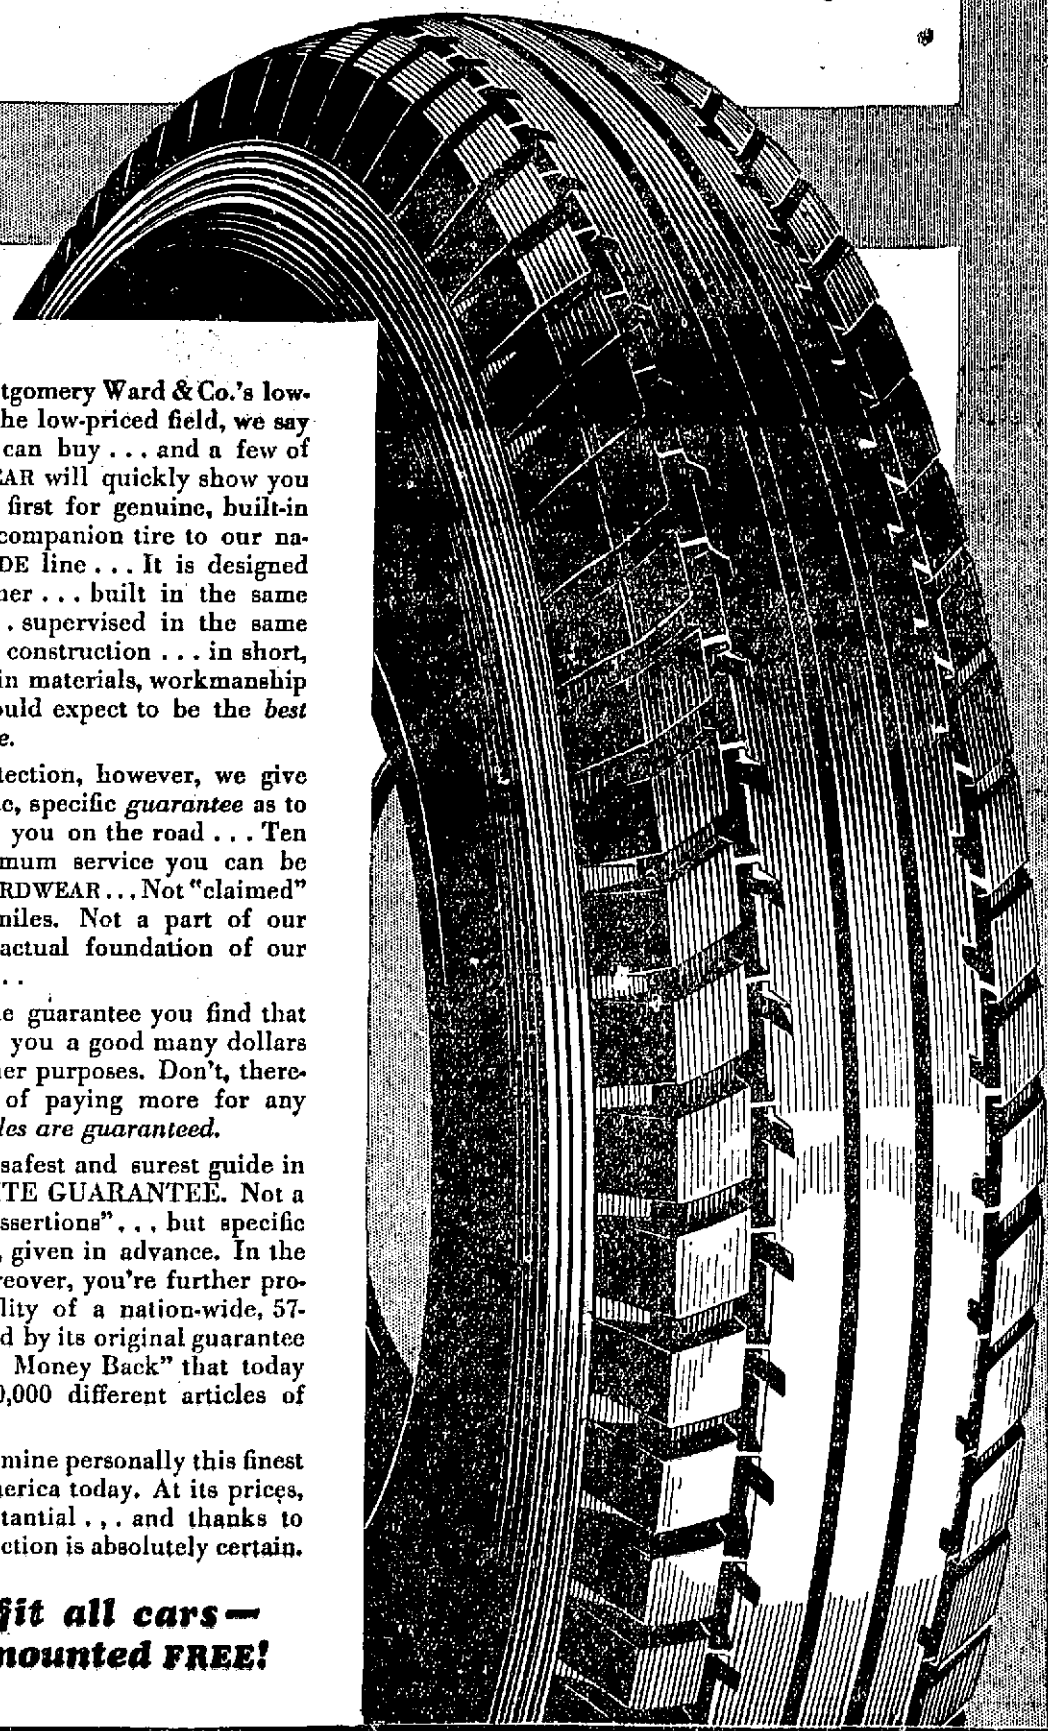 tgomery Ward & Co.'s low-
he low-priced field, we say
can buy . . . and a few of
EAR will quickly show you
first for genuine, built-in
companion tire to our na-
DE line . . . It is designed
er . . . built in the same
. supervised in the same
construction . . . in short,
in materials, workmanship
ould expect to be the best
e.
tection, however, we give
c, specific guarantee as to
you on the road . . . Ten
mum service you can be
RDWEAR . . . Not "claimed"
miles. Not a part of our
actual foundation of our
. .
e guarantee you find that
you a good many dollars
er purposes. Don't, there-
of paying more for any
les are guaranteed.
safest and surest guide in
ITE GUARANTEE. Not a
ssertions" . . , but specific
, given in advance. In the
reover, you're further pro-
lity of a nation-wide, 57-
d by its original guarantee
Money Back" that today
0,000 different articles of
mine personally this finest
erica today. At its prices,
tantial . , . and thanks to
ction is absolutely certain.
fit all cars—
mounted FREE!